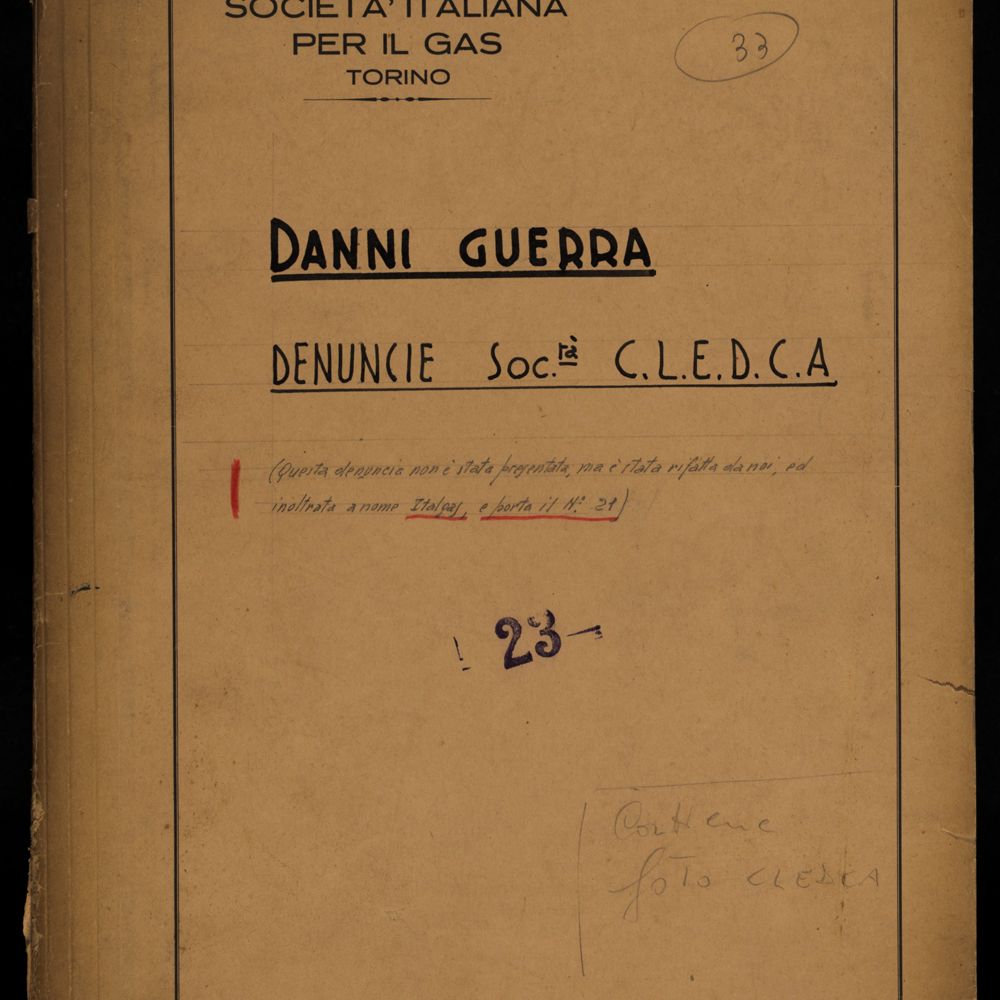 SOCIETA' ITALIANA
PER IL GAS
TORINO
33
DANNI GUERRA
DENUNCIE Soc.tà C.L.E.D.C.A
(Questa denuncia non è stata presentata, ma è stata rifatta da noi, ed
inoltrata a nome Italgas, e porta il N° 21)
23
Contiene
foto CLEDCA